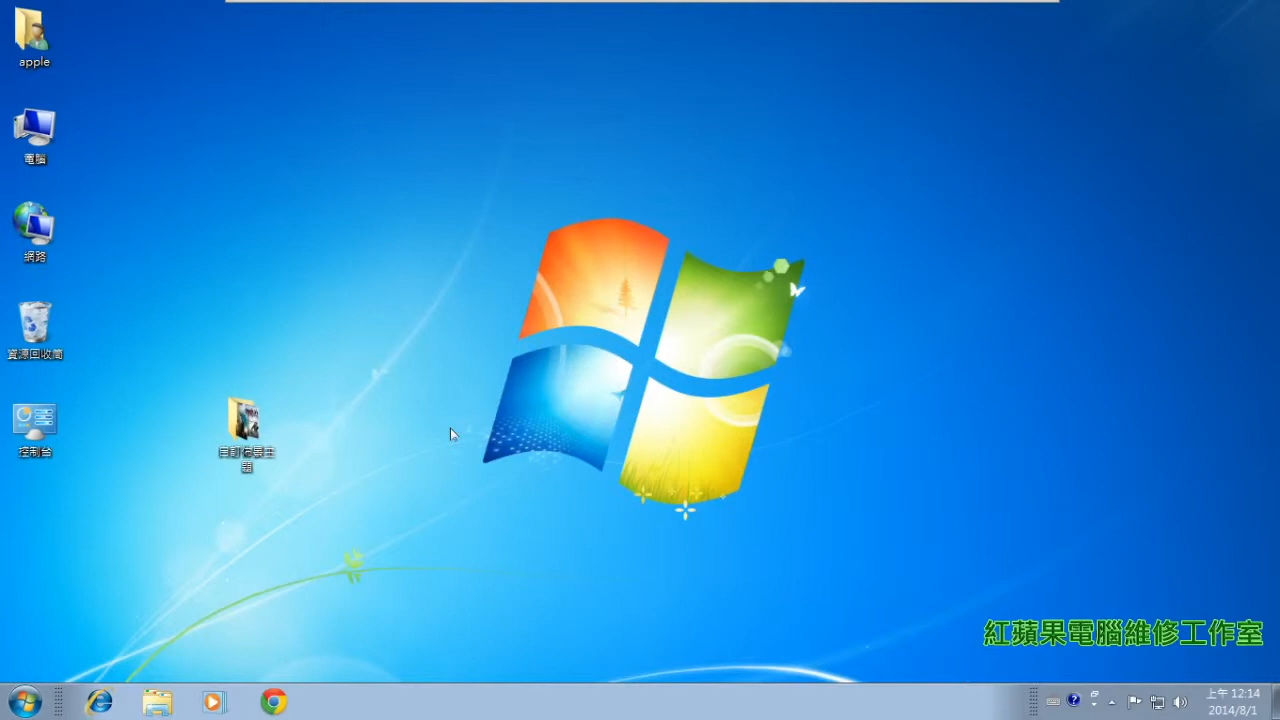 apple
電腦
網路
資源回收筒
控制台
自訂背景主
題
紅蘋果電腦維修工作室
上午 12:14
2014/8/1